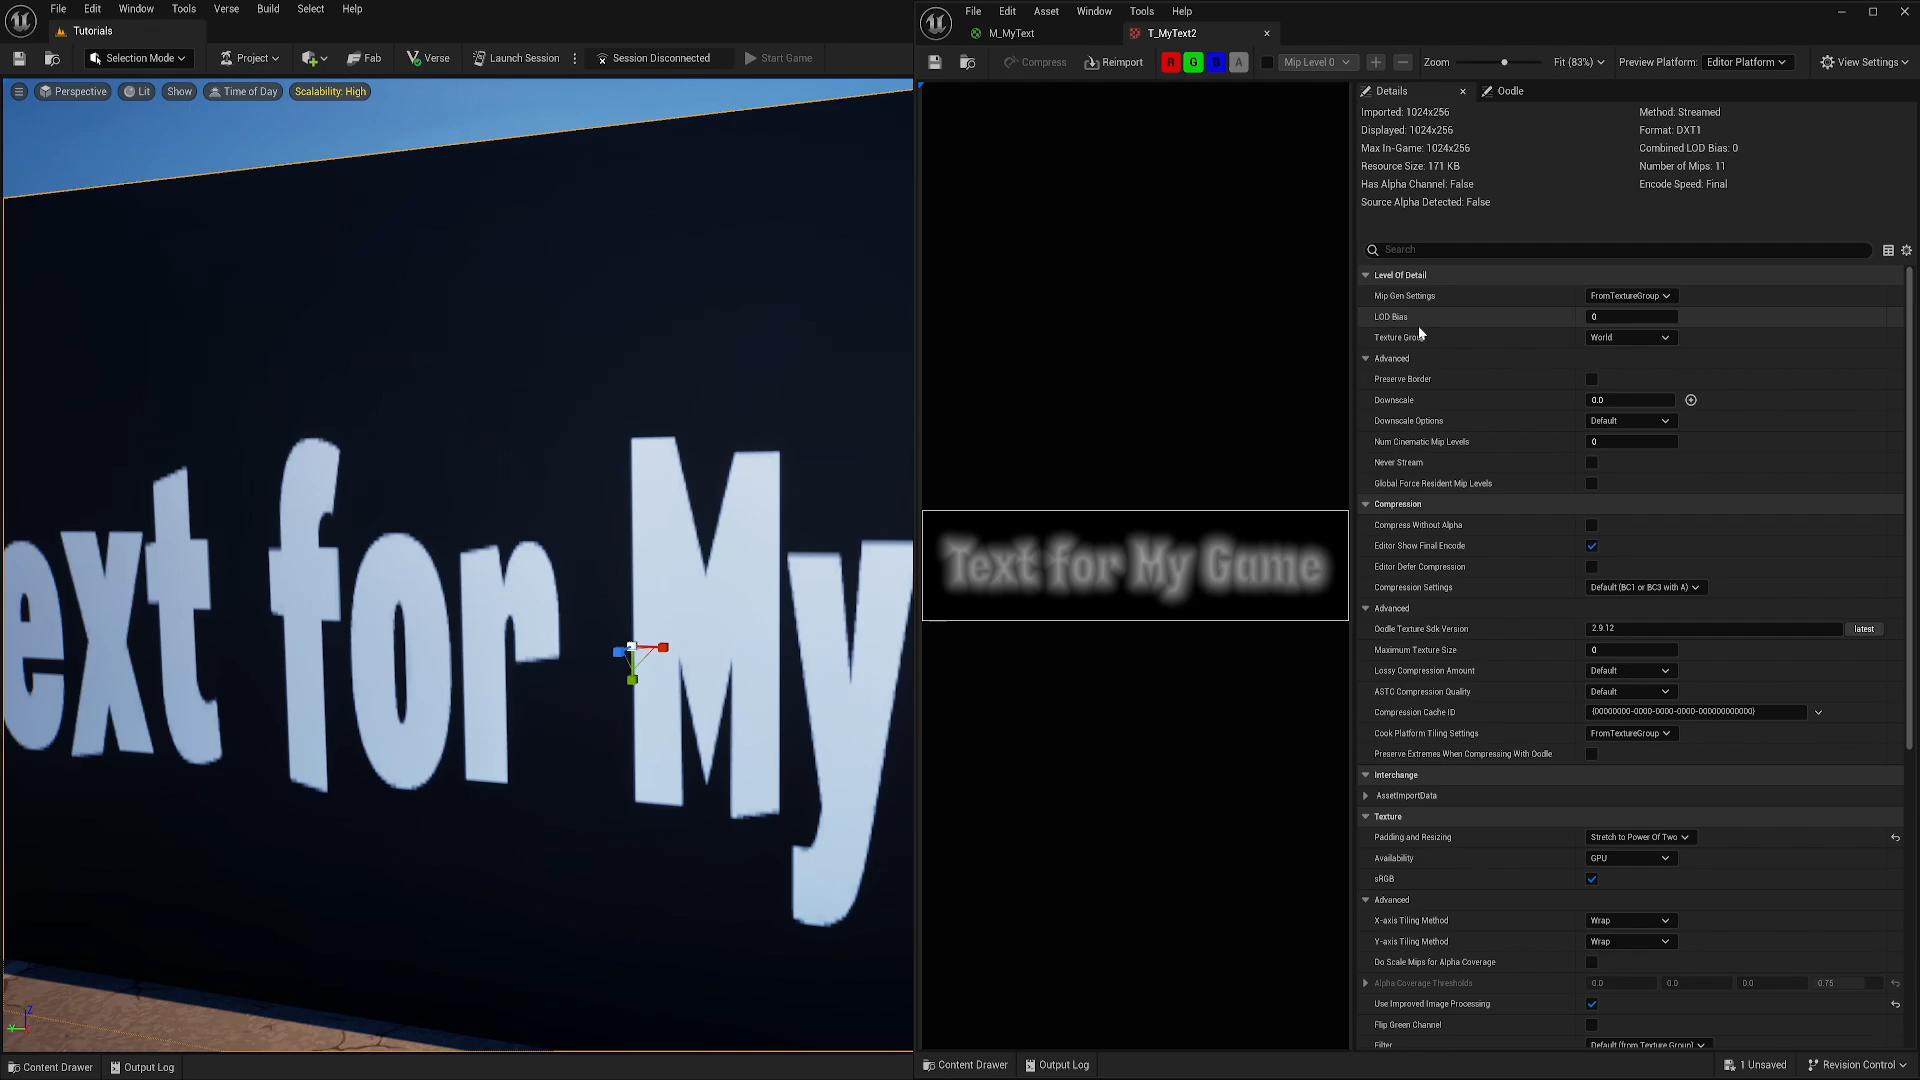 File Edit Window Tools Verse Build Select Help
Tutorials
Selection Mode Project Fab Verse Launch Session Session Disconnected Start Game
Perspective Lit Show Time of Day Scalability: High
ext for My
Content Drawer Output Log
File Edit Asset Window Tools Help
M_MyText T_MyText2
Compress Reimport R G B A Mip Level 0 Zoom Fit (83%) Preview Platform: Editor Platform View Settings
Text for My Game
Details Oodle
Imported: 1024x256 Method: Streamed
Displayed: 1024x256 Format: DXT1
Max In-Game: 1024x256 Combined LOD Bias: 0
Resource Size: 171 KB Number of Mips: 11
Has Alpha Channel: False Encode Speed: Final
Source Alpha Detected: False
Search
Level Of Detail
Mip Gen Settings FromTextureGroup
LOD Bias 0
Texture Group World
Advanced
Preserve Border
Downscale 0.0
Downscale Options Default
Num Cinematic Mip Levels 0
Never Stream
Global Force Resident Mip Levels
Compression
Compress Without Alpha
Editor Show Final Encode
Editor Defer Compression
Compression Settings Default (BC1 or BC3 with A)
Advanced
Oodle Texture Sdk Version 2.9.12 latest
Maximum Texture Size 0
Lossy Compression Amount Default
ASTC Compression Quality Default
Compression Cache ID {00000000-0000-0000-0000-000000000000}
Cook Platform Tiling Settings FromTextureGroup
Preserve Extremes When Compressing With Oodle
Interchange
AssetImportData
Texture
Padding and Resizing Stretch to Power Of Two
Availability GPU
sRGB
Advanced
X-axis Tiling Method Wrap
Y-axis Tiling Method Wrap
Do Scale Mips for Alpha Coverage
Alpha Coverage Thresholds 0.0 0.0 0.0 0.75
Use Improved Image Processing
Flip Green Channel
Filter Default (from Texture Group)
Content Drawer Output Log 1 Unsaved Revision Control